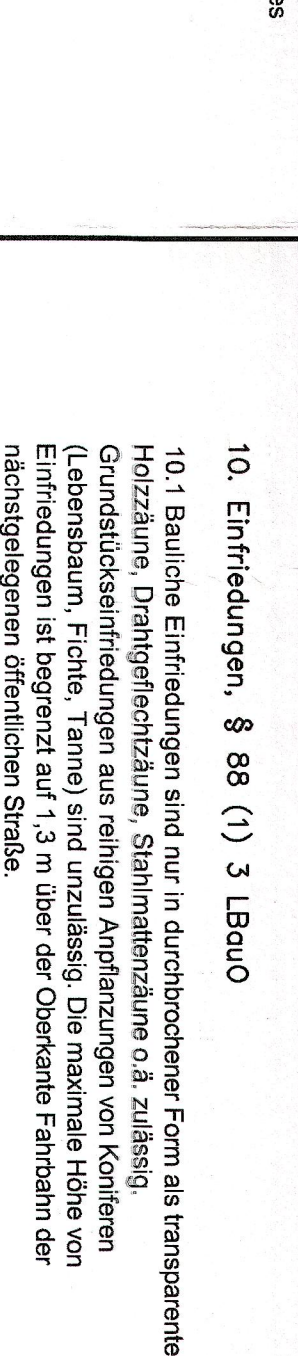 es
10. Einfriedungen, § 88 (1) 3 LBauO
10.1 Bauliche Einfriedungen sind nur in durchbrochener Form als transparente
Holzzäune, Drahtgeflechtzäune, Stahlmattenzäune o.ä. zulässig.
Grundstückseinfriedungen aus reihigen Anpflanzungen von Koniferen
(Lebensbaum, Fichte, Tanne) sind unzulässig. Die maximale Höhe von
Einfriedungen ist begrenzt auf 1,3 m über der Oberkante Fahrbahn der
nächstgelegenen öffentlichen Straße.